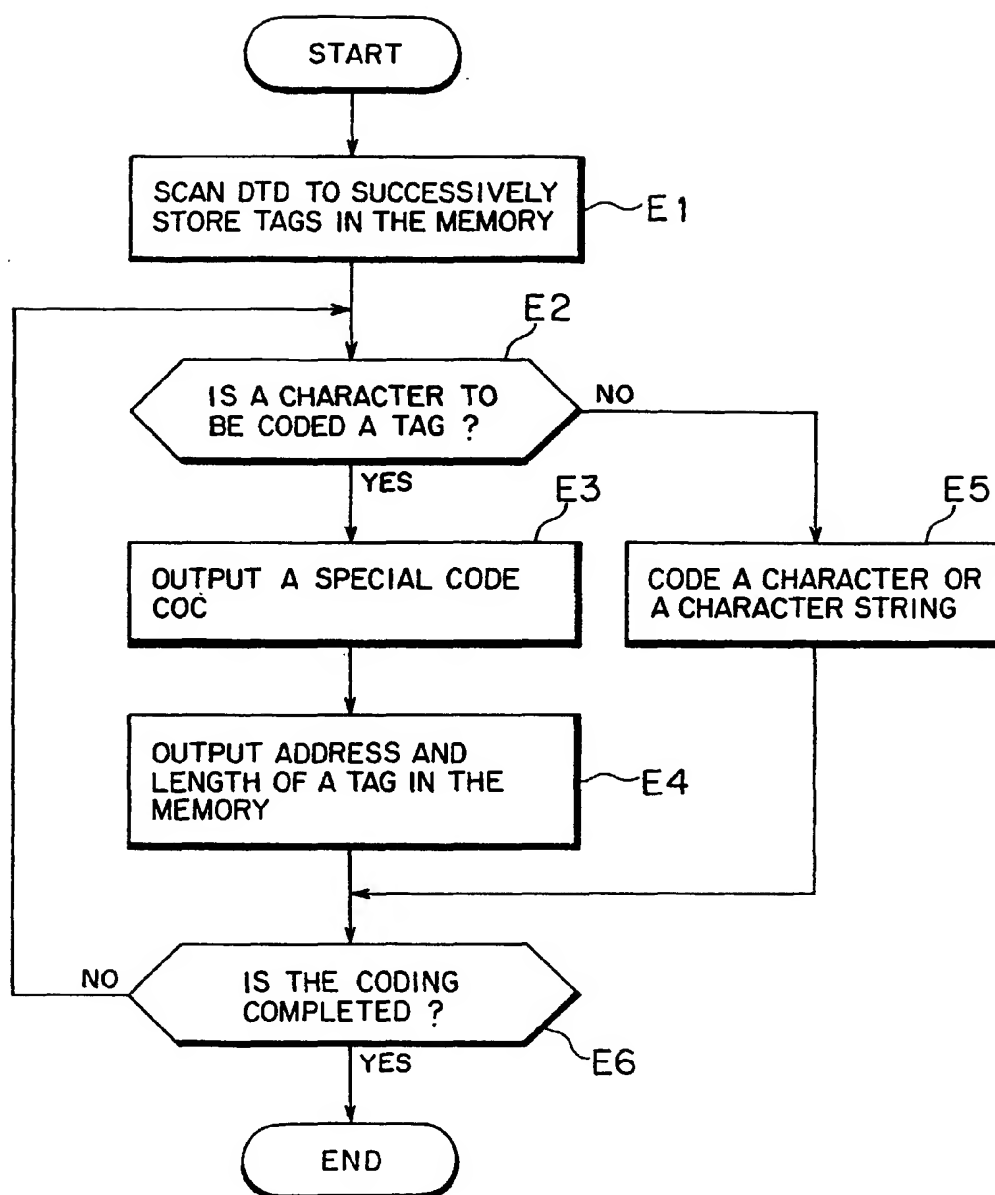 START
SCAN DTD TO SUCCESSIVELY
STORE TAGS IN THE MEMORY
E1
E2
IS A CHARACTER TO
BE CODED A TAG ?
NO
YES
E3
OUTPUT A SPECIAL CODE
COC
E5
CODE A CHARACTER OR
A CHARACTER STRING
OUTPUT ADDRESS AND
LENGTH OF A TAG IN THE
MEMORY
E4
NO
IS THE CODING
COMPLETED ?
E6
YES
END